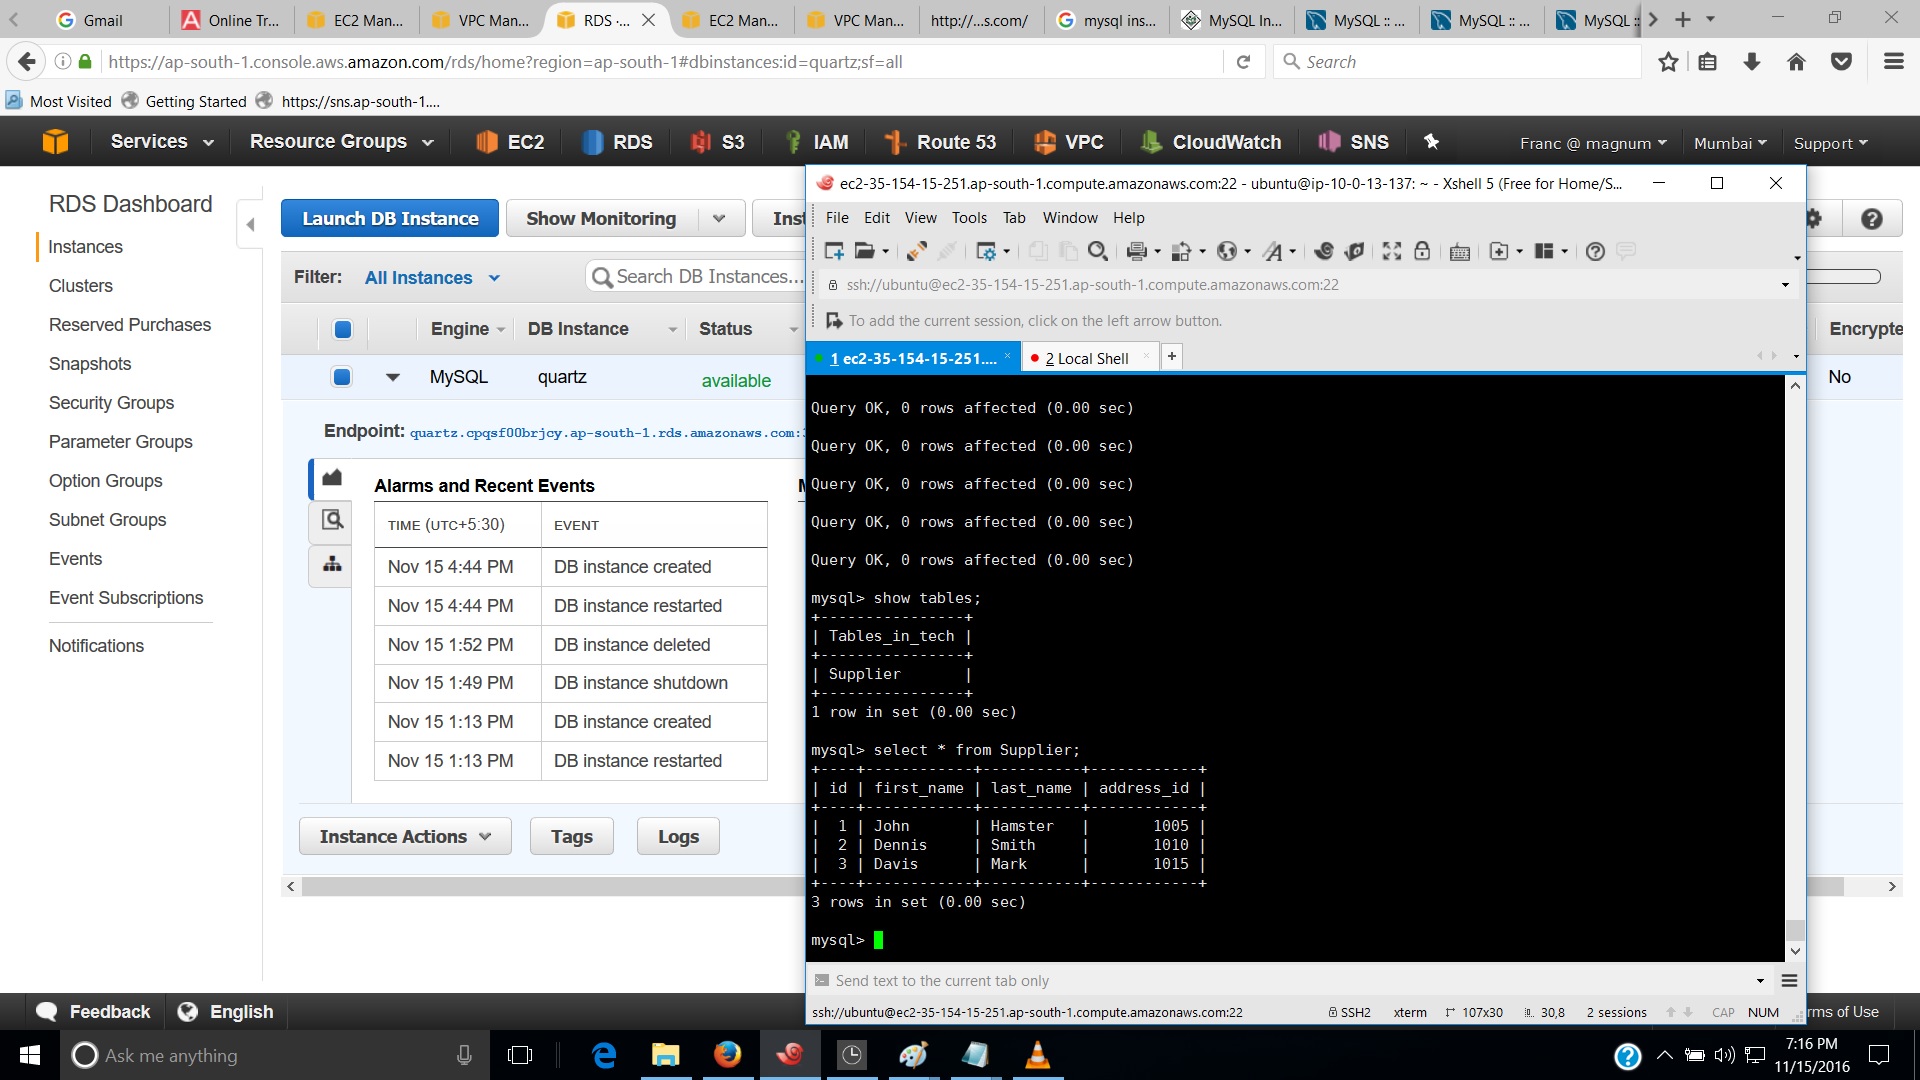 Gmail
Online Tr...
EC2 Man...
VPC Man...
RDS ·...
EC2 Man...
VPC Man...
http://...s.com/
mysql ins...
MySQL In...
MySQL :: ...
MySQL :: ...
MySQL ::
https://ap-south-1.console.aws.amazon.com/rds/home?region=ap-south-1#dbinstances:id=quartz;sf=all
Search
Most Visited
Getting Started
https://sns.ap-south-1....
Services
Resource Groups
EC2
RDS
S3
IAM
Route 53
VPC
CloudWatch
SNS
Franc @ magnum
Mumbai
Support
RDS Dashboard
Instances
Clusters
Reserved Purchases
Snapshots
Security Groups
Parameter Groups
Option Groups
Subnet Groups
Events
Event Subscriptions
Notifications
Launch DB Instance
Show Monitoring
Inst
Filter: All Instances
Search DB Instances...
Engine DB Instance Status
Encrypte
MySQL quartz available
No
Endpoint: quartz.cpqsf00brjcy.ap-south-1.rds.amazonaws.com:
Alarms and Recent Events
TIME (UTC+5:30) EVENT
Nov 15 4:44 PM DB instance created
Nov 15 4:44 PM DB instance restarted
Nov 15 1:52 PM DB instance deleted
Nov 15 1:49 PM DB instance shutdown
Nov 15 1:13 PM DB instance created
Nov 15 1:13 PM DB instance restarted
Instance Actions
Tags
Logs
ec2-35-154-15-251.ap-south-1.compute.amazonaws.com:22 - ubuntu@ip-10-0-13-137: ~ - Xshell 5 (Free for Home/S...
File Edit View Tools Tab Window Help
ssh://ubuntu@ec2-35-154-15-251.ap-south-1.compute.amazonaws.com:22
To add the current session, click on the left arrow button.
1 ec2-35-154-15-251....
2 Local Shell
Query OK, 0 rows affected (0.00 sec)
Query OK, 0 rows affected (0.00 sec)
Query OK, 0 rows affected (0.00 sec)
Query OK, 0 rows affected (0.00 sec)
Query OK, 0 rows affected (0.00 sec)
mysql> show tables;
+----------------+
| Tables_in_tech |
+----------------+
| Supplier       |
+----------------+
1 row in set (0.00 sec)
mysql> select * from Supplier;
+----+------------+-----------+------------+
| id | first_name | last_name | address_id |
+----+------------+-----------+------------+
|  1 | John       | Hamster   |       1005 |
|  2 | Dennis     | Smith     |       1010 |
|  3 | Davis      | Mark      |       1015 |
+----+------------+-----------+------------+
3 rows in set (0.00 sec)
mysql>
Send text to the current tab only
ssh://ubuntu@ec2-35-154-15-251.ap-south-1.compute.amazonaws.com:22
SSH2
xterm
107x30
30,8
2 sessions
CAP
NUM
Feedback
English
rms of Use
Ask me anything
7:16 PM
11/15/2016